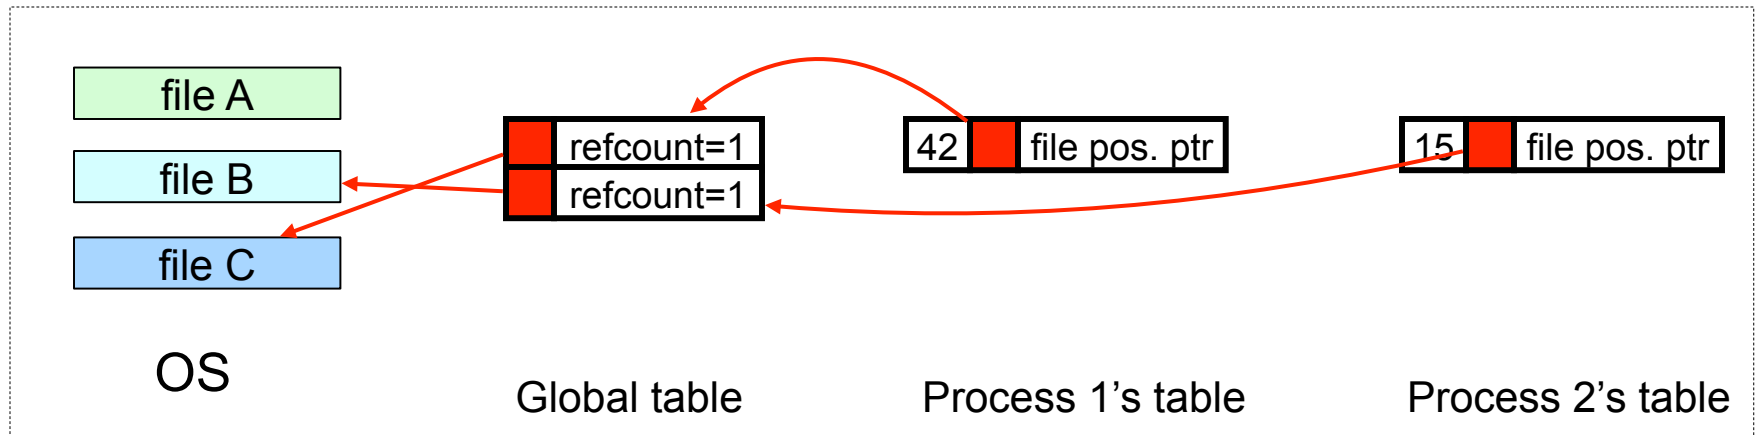 file A
file B
file C
OS
refcount=1
refcount=1
Global table
42 file pos. ptr
Process 1's table
15 file pos. ptr
Process 2's table